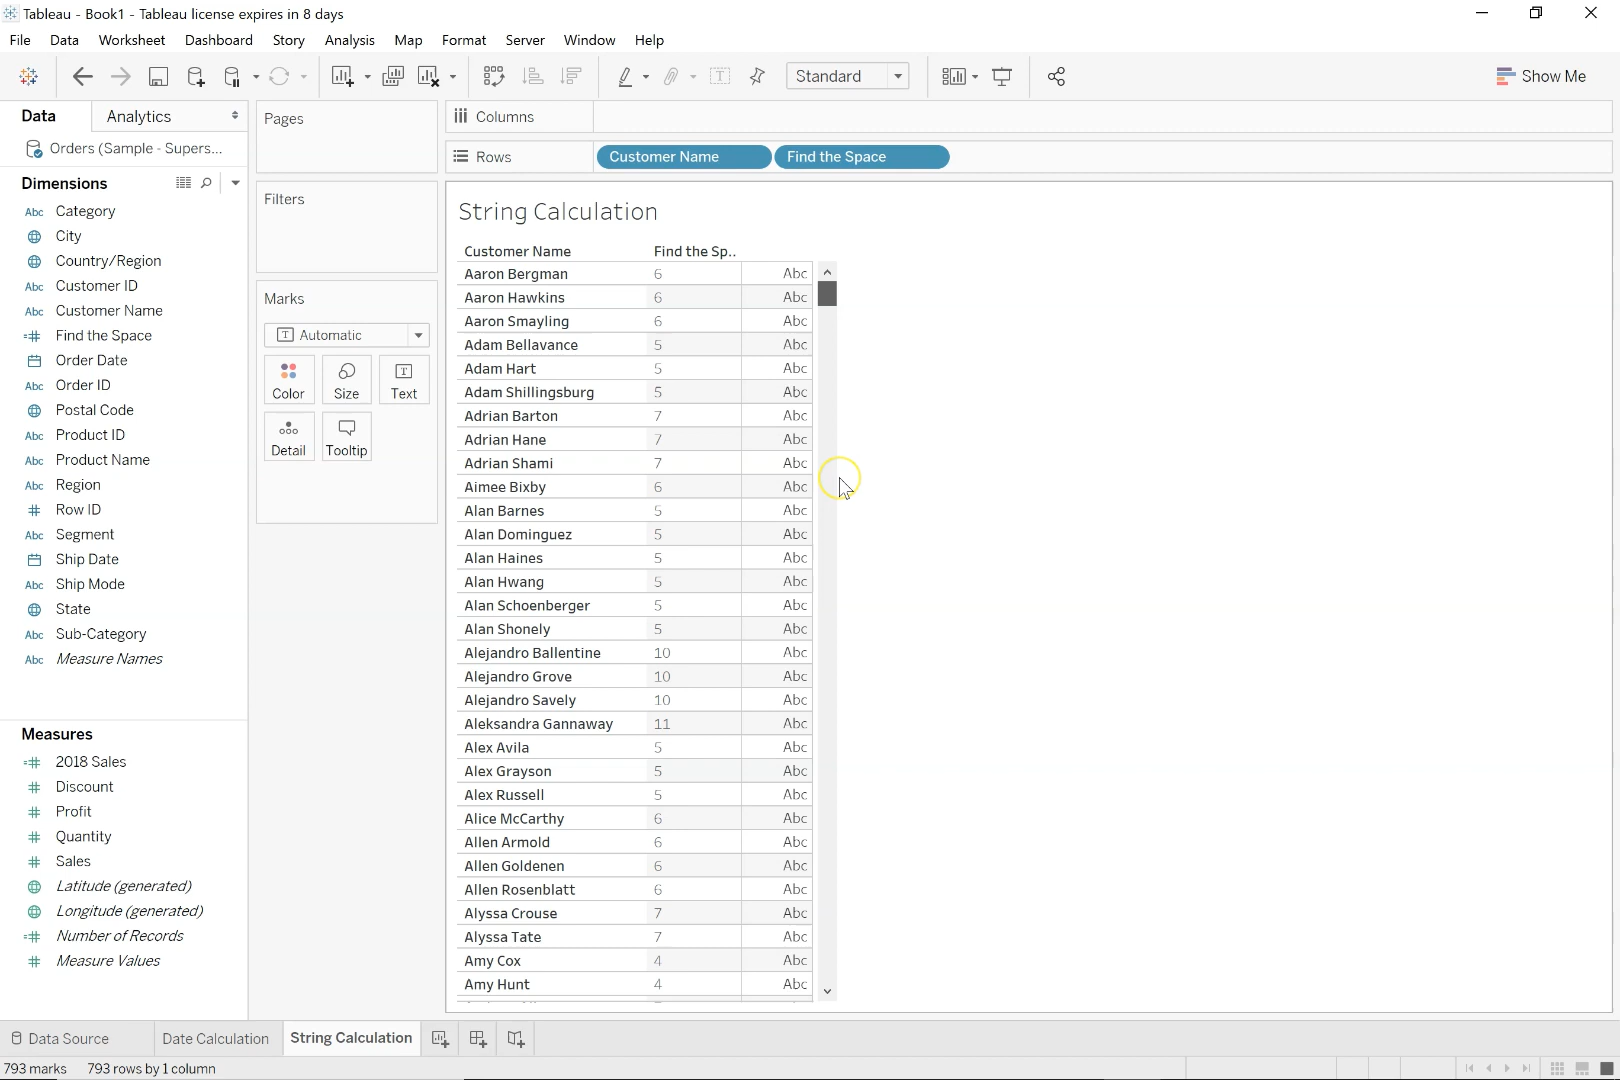 Tableau - Book1 - Tableau license expires in 8 days
File Data Worksheet Dashboard Story Analysis Map Format Server Window Help
Standard
Show Me
Data Analytics
Orders (Sample - Supers...
Dimensions
Abc Category
City
Country/Region
Abc Customer ID
Abc Customer Name
=# Find the Space
Order Date
Abc Order ID
Postal Code
Abc Product ID
Abc Product Name
Abc Region
# Row ID
Abc Segment
Ship Date
Abc Ship Mode
State
Abc Sub-Category
Abc Measure Names
Measures
=# 2018 Sales
# Discount
# Profit
# Quantity
# Sales
Latitude (generated)
Longitude (generated)
=# Number of Records
# Measure Values
Pages
Filters
Marks
T Automatic
Color Size T Text
Detail Tooltip
Columns
Rows Customer Name Find the Space
String Calculation
Customer Name Find the Sp..
Aaron Bergman 6 Abc
Aaron Hawkins 6 Abc
Aaron Smayling 6 Abc
Adam Bellavance 5 Abc
Adam Hart 5 Abc
Adam Shillingsburg 5 Abc
Adrian Barton 7 Abc
Adrian Hane 7 Abc
Adrian Shami 7 Abc
Aimee Bixby 6 Abc
Alan Barnes 5 Abc
Alan Dominguez 5 Abc
Alan Haines 5 Abc
Alan Hwang 5 Abc
Alan Schoenberger 5 Abc
Alan Shonely 5 Abc
Alejandro Ballentine 10 Abc
Alejandro Grove 10 Abc
Alejandro Savely 10 Abc
Aleksandra Gannaway 11 Abc
Alex Avila 5 Abc
Alex Grayson 5 Abc
Alex Russell 5 Abc
Alice McCarthy 6 Abc
Allen Armold 6 Abc
Allen Goldenen 6 Abc
Allen Rosenblatt 6 Abc
Alyssa Crouse 7 Abc
Alyssa Tate 7 Abc
Amy Cox 4 Abc
Amy Hunt 4 Abc
Data Source Date Calculation String Calculation
793 marks 793 rows by 1 column